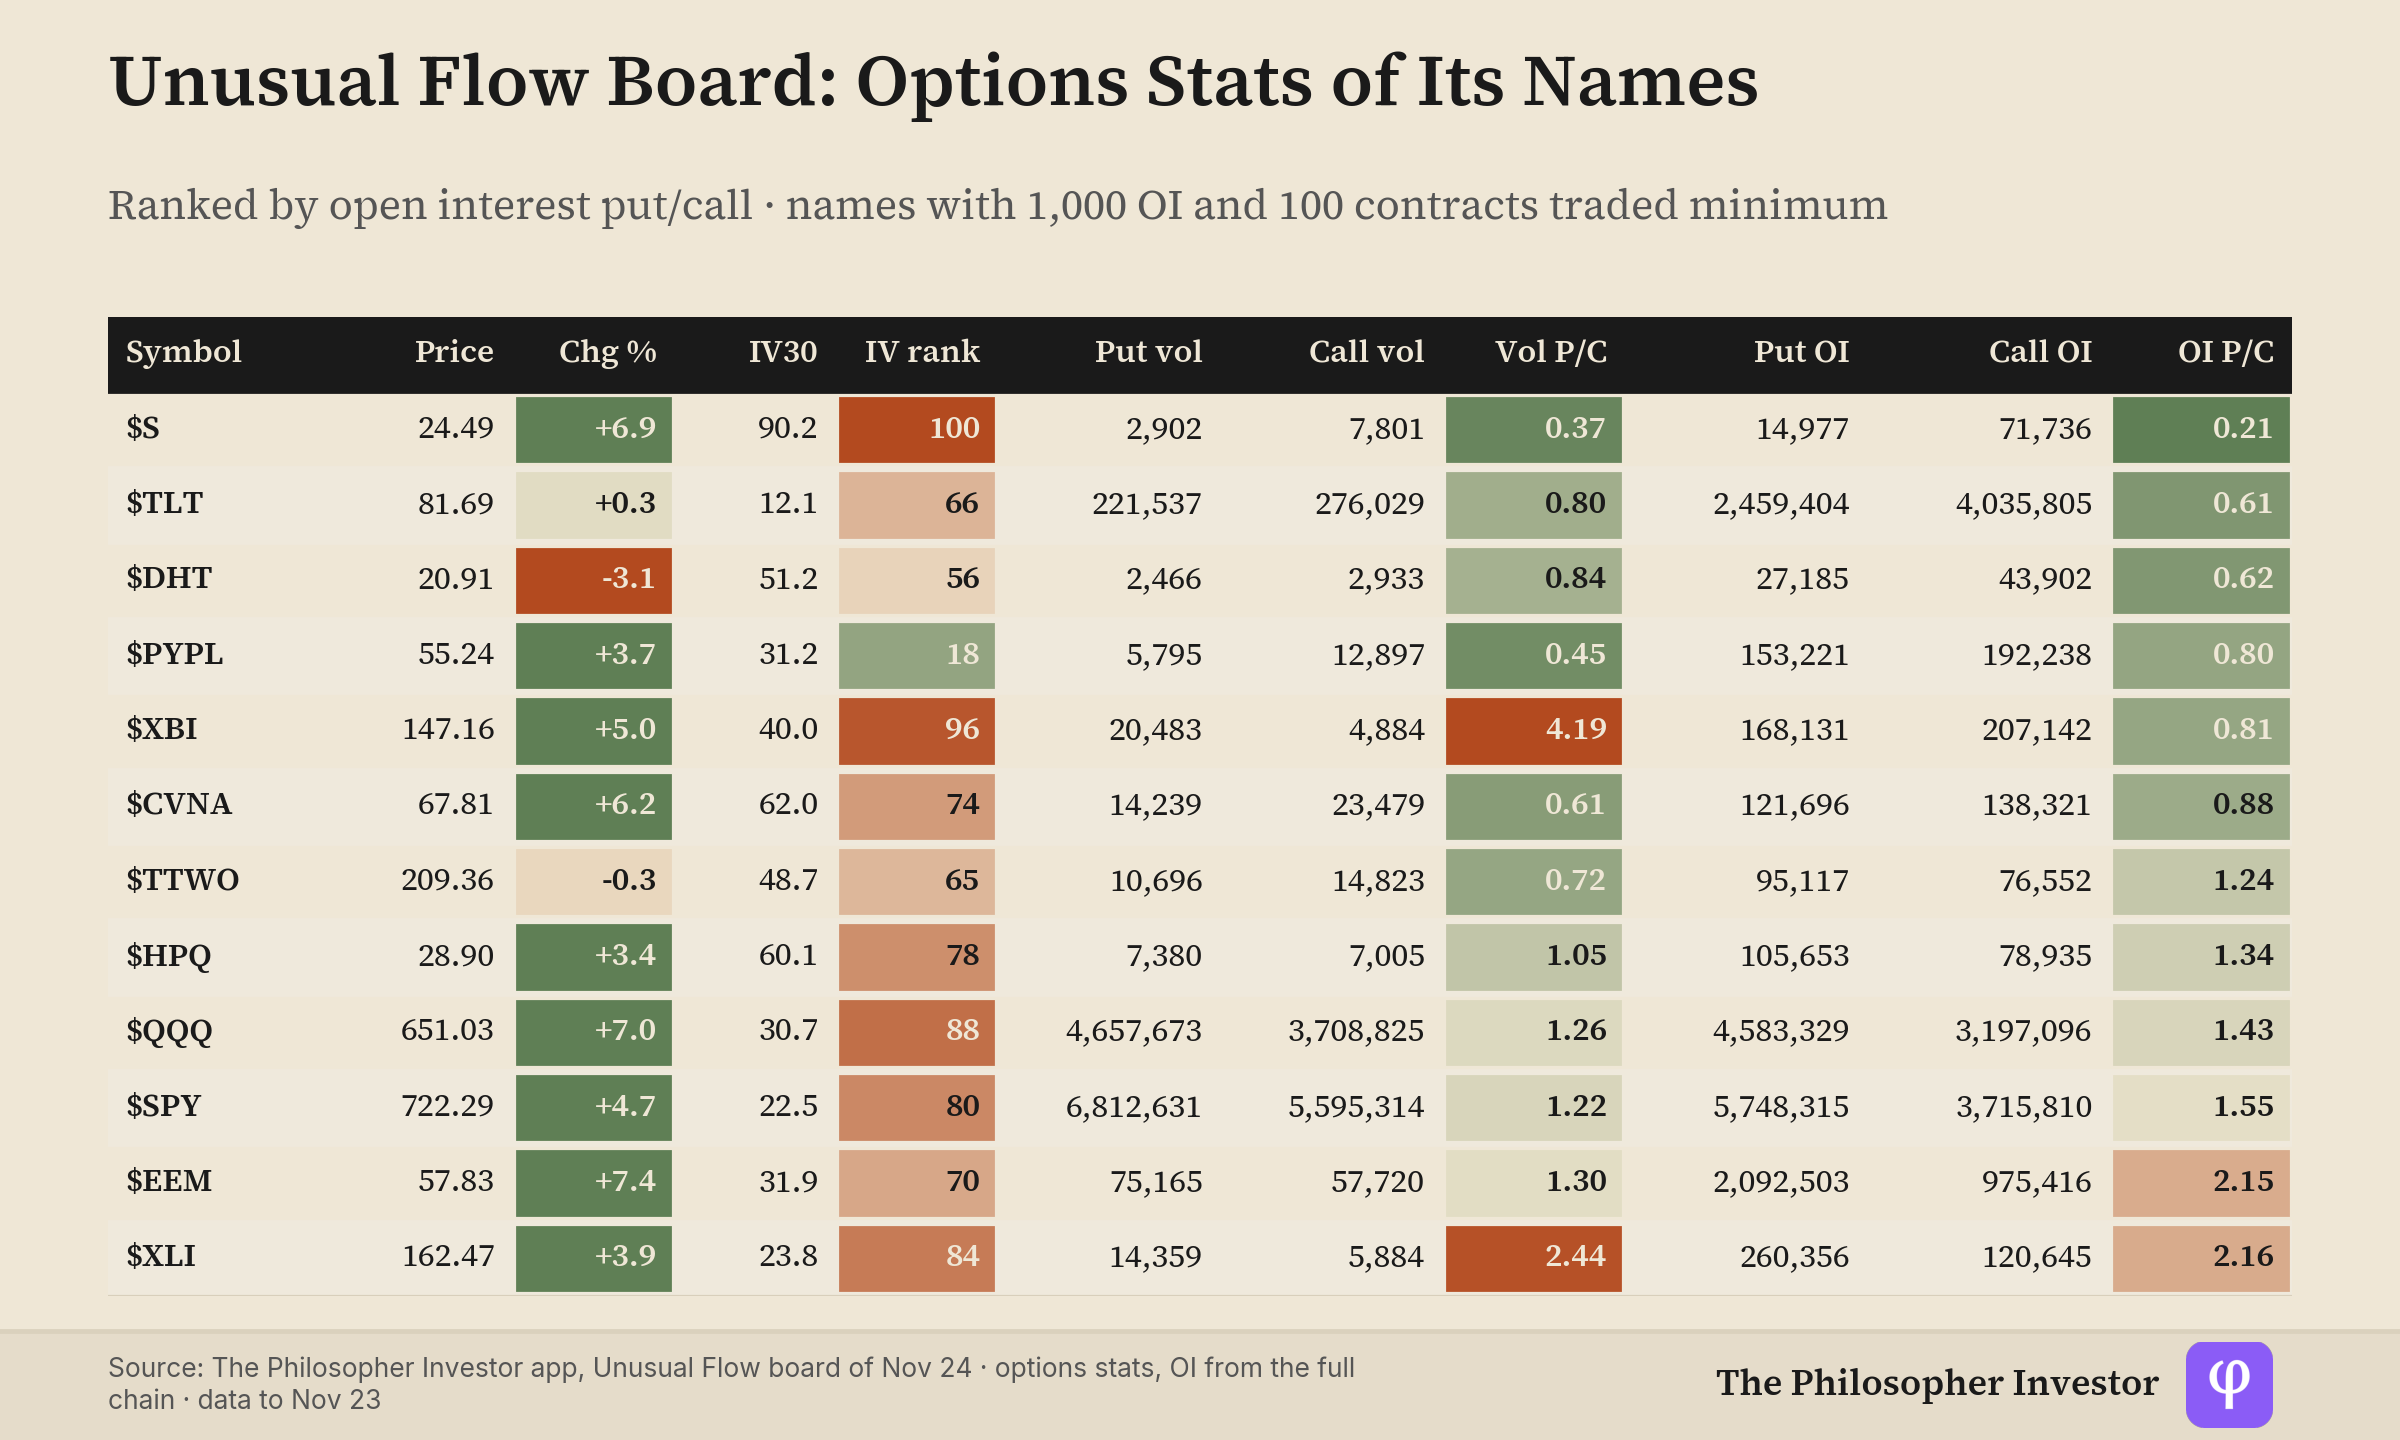 Unusual Flow Board: Options Stats of Its Names
Ranked by open interest put/call · names with 1,000 OI and 100 contracts traded minimum
Symbol Price Chg % IV30 IV rank Put vol Call vol Vol P/C Put OI Call OI OI P/C
$S 24.49 +6.9 90.2 100 2,902 7,801 0.37 14,977 71,736 0.21
$TLT 81.69 +0.3 12.1 66 221,537 276,029 0.80 2,459,404 4,035,805 0.61
$DHT 20.91 -3.1 51.2 56 2,466 2,933 0.84 27,185 43,902 0.62
$PYPL 55.24 +3.7 31.2 18 5,795 12,897 0.45 153,221 192,238 0.80
$XBI 147.16 +5.0 40.0 96 20,483 4,884 4.19 168,131 207,142 0.81
$CVNA 67.81 +6.2 62.0 74 14,239 23,479 0.61 121,696 138,321 0.88
$TTWO 209.36 -0.3 48.7 65 10,696 14,823 0.72 95,117 76,552 1.24
$HPQ 28.90 +3.4 60.1 78 7,380 7,005 1.05 105,653 78,935 1.34
$QQQ 651.03 +7.0 30.7 88 4,657,673 3,708,825 1.26 4,583,329 3,197,096 1.43
$SPY 722.29 +4.7 22.5 80 6,812,631 5,595,314 1.22 5,748,315 3,715,810 1.55
$EEM 57.83 +7.4 31.9 70 75,165 57,720 1.30 2,092,503 975,416 2.15
$XLI 162.47 +3.9 23.8 84 14,359 5,884 2.44 260,356 120,645 2.16
Source: The Philosopher Investor app, Unusual Flow board of Nov 24 · options stats, OI from the full
chain · data to Nov 23
The Philosopher Investor φ